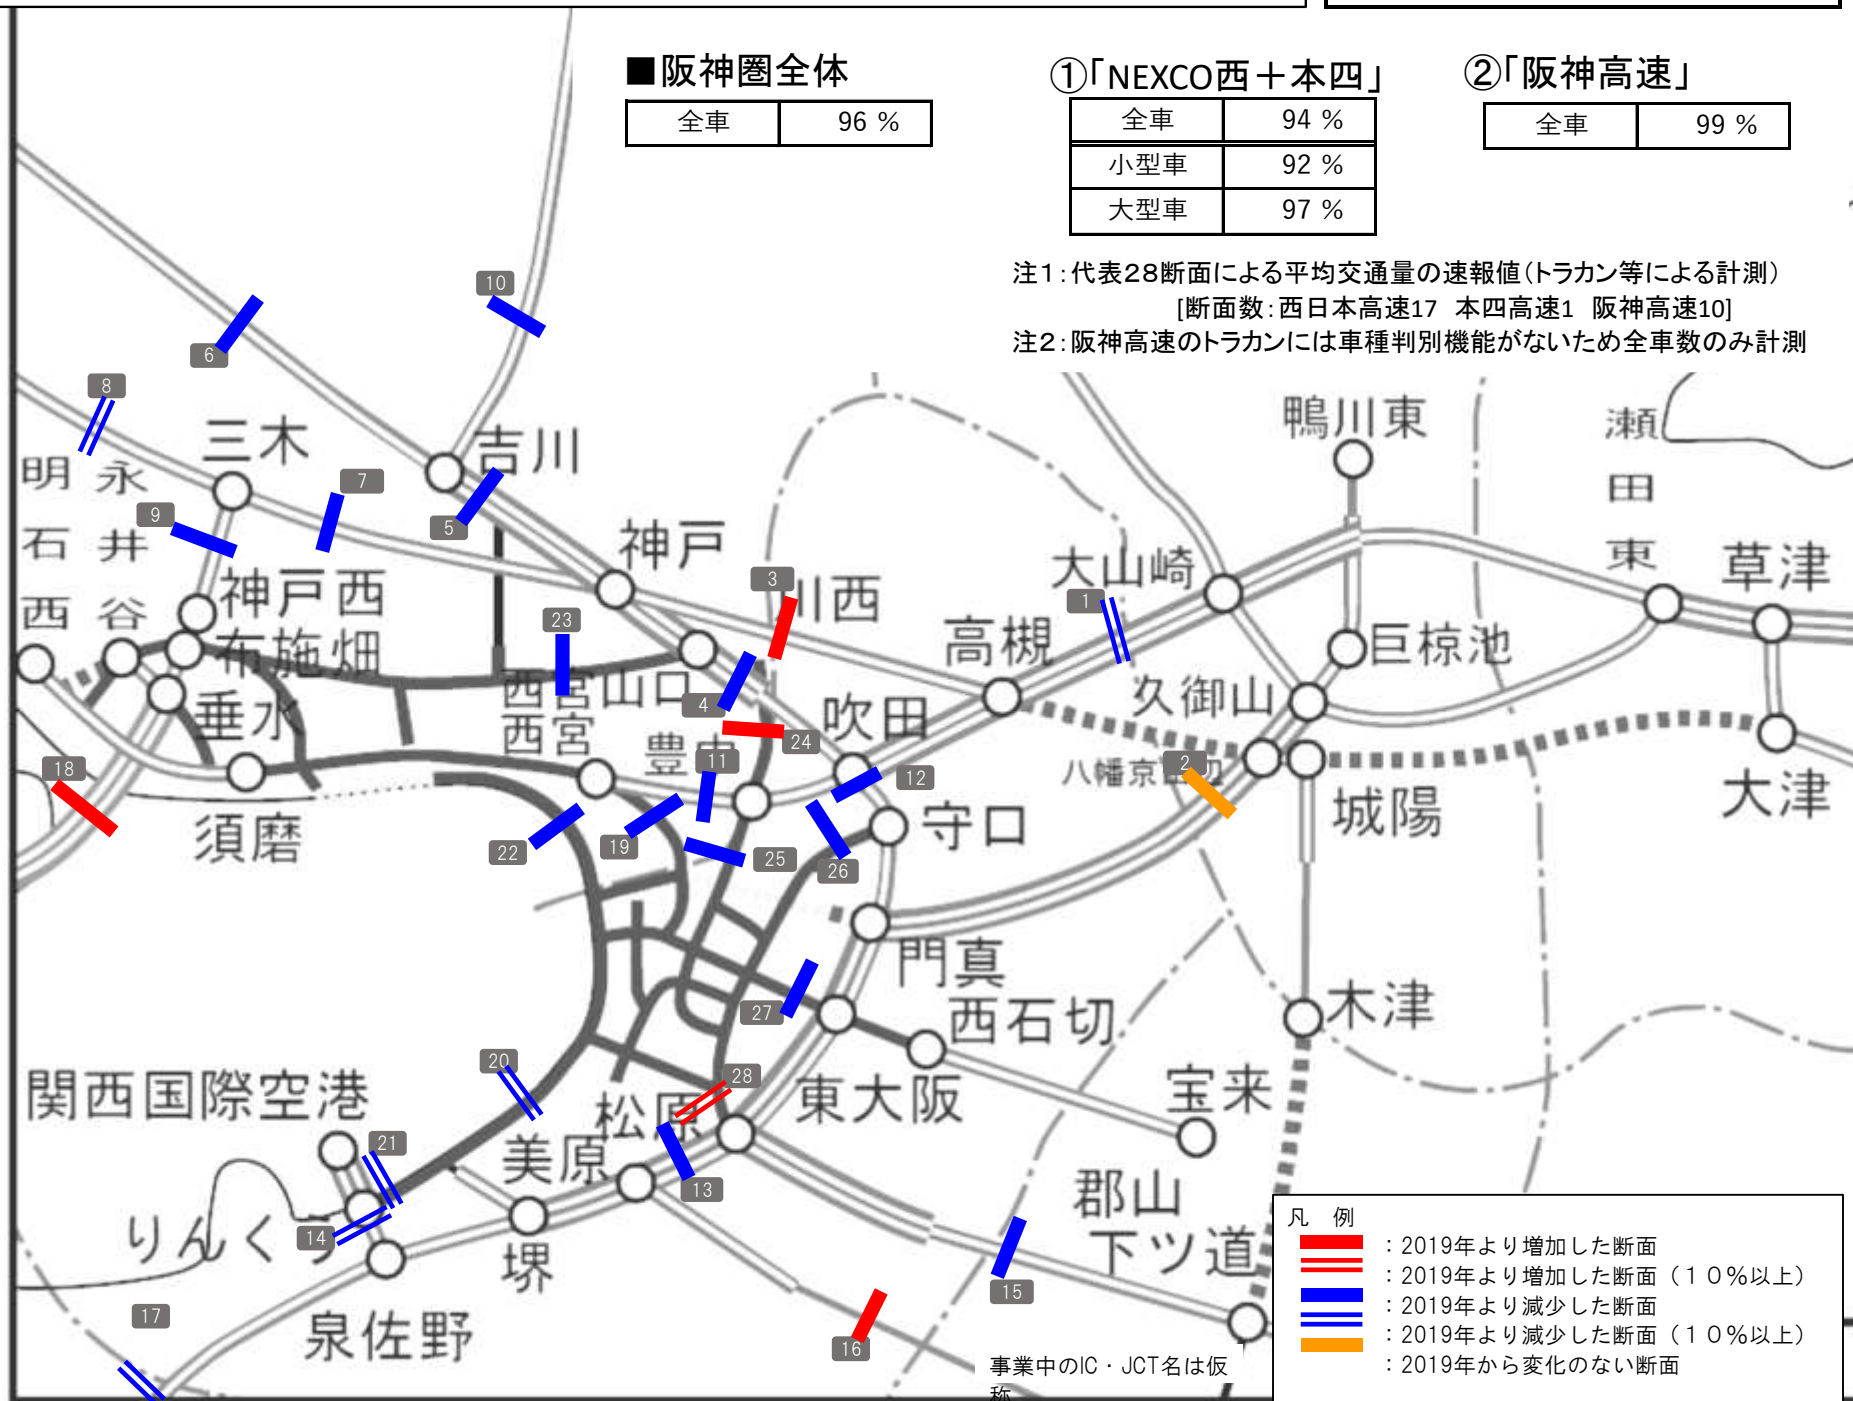 ■阪神圏全体
全車 96 %
①「NEXCO西＋本四」
全車 94 %
小型車 92 %
大型車 97 %
②「阪神高速」
全車 99 %
注1：代表28断面による平均交通量の速報値（トラカン等による計測）
[断面数：西日本高速17 本四高速1 阪神高速10]
注2：阪神高速のトラカンには車種判別機能がないため全車数のみ計測
10
6
8
三木
吉川
鴨川東
瀬田東
明石西
永井谷
7
9
5
神戸
大山崎
草津
3
川西
1
神戸西
布施畑
23
高槻
巨椋池
西宮山口
4
久御山
垂水
西宮
吹田
24
豊中
11
12
八幡京田辺
2
18
大津
須磨
守口
城陽
22
19
25
26
門真
27
西石切
木津
20
28
関西国際空港
松原
東大阪
宝来
21
美原
13
郡山
下ツ道
14
りんくう
堺
15
17
泉佐野
16
事業中のIC・JCT名は仮
称
凡 例
：2019年より増加した断面
：2019年より増加した断面（１０％以上）
：2019年より減少した断面
：2019年より減少した断面（１０％以上）
：2019年から変化のない断面